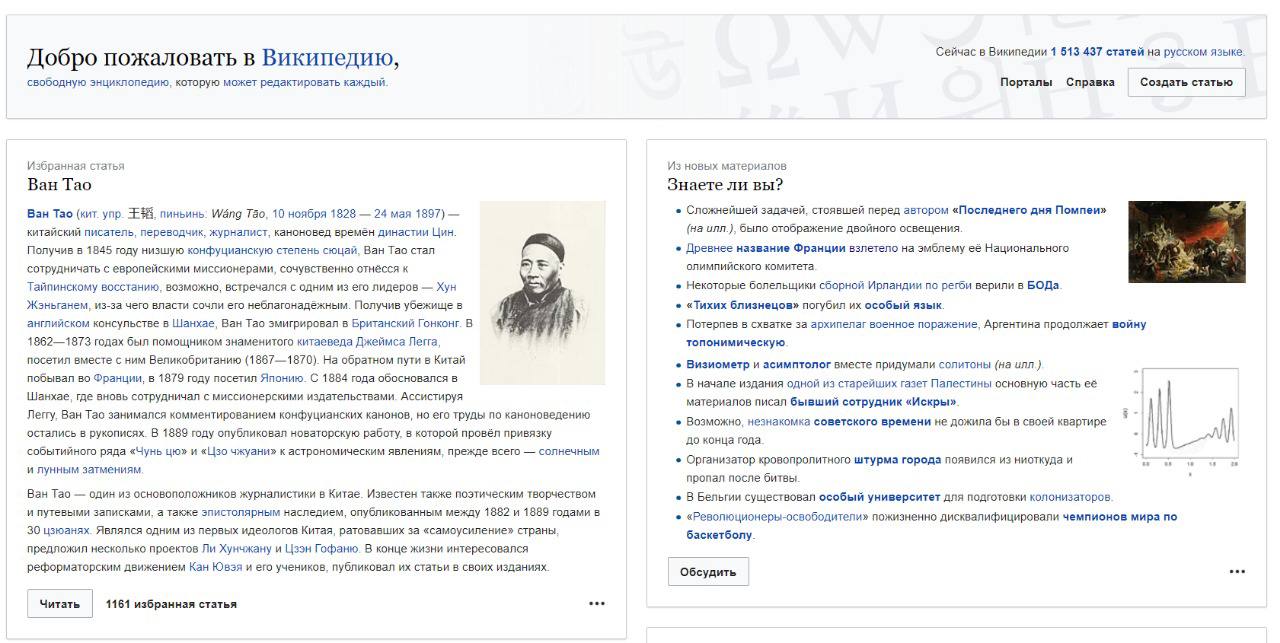 Добро пожаловать в Википедию,
свободную энциклопедию, которую может редактировать каждый.
Сейчас в Википедии 1 513 437 статей на русском языке.
Порталы Справка Создать статью
Избранная статья
Ван Тао
Ван Тао (кит. упр. 王韬, пиньинь: Wáng Tāo, 10 ноября 1828 — 24 мая 1897) —
китайский писатель, переводчик, журналист, каноновед времён династии Цин.
Получив в 1845 году низшую конфуцианскую степень сюцай, Ван Тао стал
сотрудничать с европейскими миссионерами, сочувственно отнёсся к
Тайпинскому восстанию, возможно, встречался с одним из его лидеров — Хун
Жэньганем, из-за чего власти сочли его неблагонадёжным. Получив убежище в
английском консульстве в Шанхае, Ван Тао эмигрировал в Британский Гонконг. В
1862—1873 годах был помощником знаменитого китаеведа Джеймса Легга,
посетил вместе с ним Великобританию (1867—1870). На обратном пути в Китай
побывал во Франции, в 1879 году посетил Японию. С 1884 года обосновался в
Шанхае, где вновь сотрудничал с миссионерскими издательствами. Ассистируя
Леггу, Ван Тао занимался комментированием конфуцианских канонов, но его труды по каноноведению
остались в рукописях. В 1889 году опубликовал новаторскую работу, в которой провёл привязку
событийного ряда «Чунь цю» и «Цзо чжуани» к астрономическим явлениям, прежде всего — солнечным
и лунным затмениям.
Ван Тао — один из основоположников журналистики в Китае. Известен также поэтическим творчеством
и путевыми записками, а также эпистолярным наследием, опубликованным между 1882 и 1889 годами в
30 цзюанях. Являлся одним из первых идеологов Китая, ратовавших за «самоусиление» страны,
предложил несколько проектов Ли Хунчжану и Цзэн Гофаню. В конце жизни интересовался
реформаторским движением Кан Ювэя и его учеников, публиковал их статьи в своих изданиях.
Читать 1161 избранная статья
Из новых материалов
Знаете ли вы?
Сложнейшей задачей, стоявшей перед автором «Последнего дня Помпеи»
(на илл.), было отображение двойного освещения.
Древнее название Франции взлетело на эмблему её Национального
олимпийского комитета.
Некоторые болельщики сборной Ирландии по регби верили в БОДа.
«Тихих близнецов» погубил их особый язык.
Потерпев в схватке за архипелаг военное поражение, Аргентина продолжает войну
топонимическую.
Визиометр и асимптолог вместе придумали солитоны (на илл.).
В начале издания одной из старейших газет Палестины основную часть её
материалов писал бывший сотрудник «Искры».
Возможно, незнакомка советского времени не дожила бы в своей квартире
до конца года.
Организатор кровопролитного штурма города появился из ниоткуда и
пропал после битвы.
В Бельгии существовал особый университет для подготовки колонизаторов.
«Революционеры-освободители» пожизненно дисквалифицировали чемпионов мира по
баскетболу.
0.0 0.5 1.0 1.5 2.0
x
Обсудить